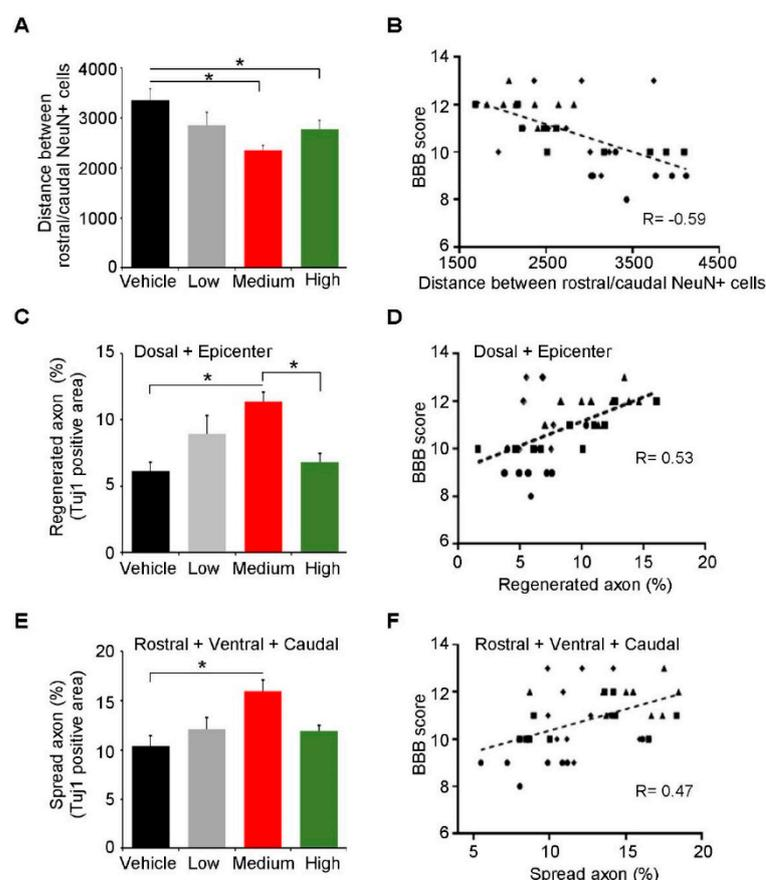 A
Distance between
rostral/caudal NeuN+ cells
4000
3000
2000
1000
0
*
*
Vehicle Low Medium High
B
BBB score
14
12
10
8
6
R= -0.59
1500 2500 3500 4500
Distance between rostral/caudal NeuN+ cells
C
Dosal + Epicenter
Regenerated axon (%)
(Tuj1 positive area)
15
10
5
0
*
*
Vehicle Low Medium High
D
Dosal + Epicenter
BBB score
14
12
10
8
6
R= 0.53
0 5 10 15 20
Regenerated axon (%)
E
Rostral + Ventral + Caudal
Spread axon (%)
(Tuj1 positive area)
20
15
10
5
0
*
Vehicle Low Medium High
F
Rostral + Ventral + Caudal
BBB score
14
12
10
8
6
R= 0.47
5 10 15 20
Spread axon (%)